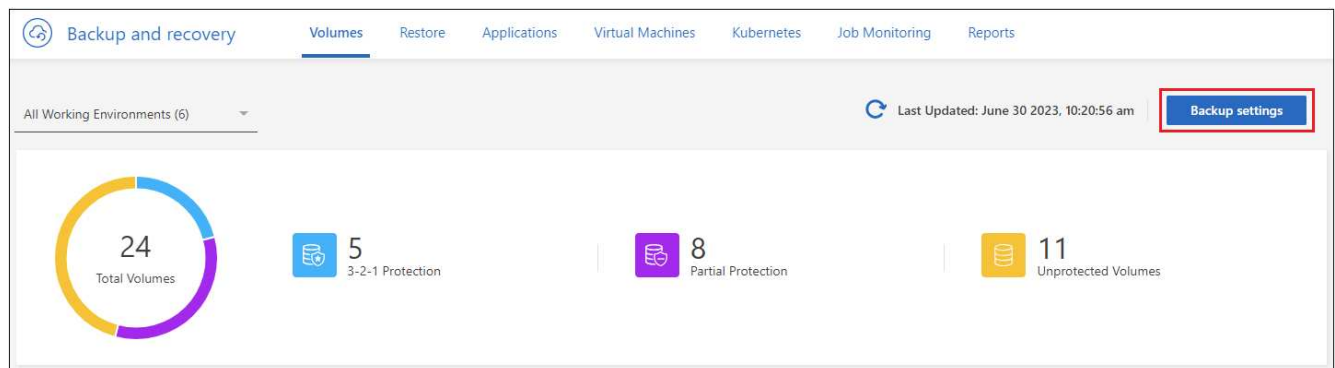 Backup and recovery Volumes Restore Applications Virtual Machines Kubernetes Job Monitoring Reports
All Working Environments (6) Last Updated: June 30 2023, 10:20:56 am Backup settings
24
Total Volumes
5
3-2-1 Protection
8
Partial Protection
11
Unprotected Volumes